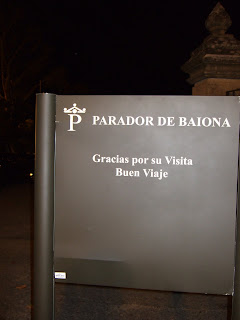 P PARADOR DE BAIONA
Gracias por su Visita
Buen Viaje